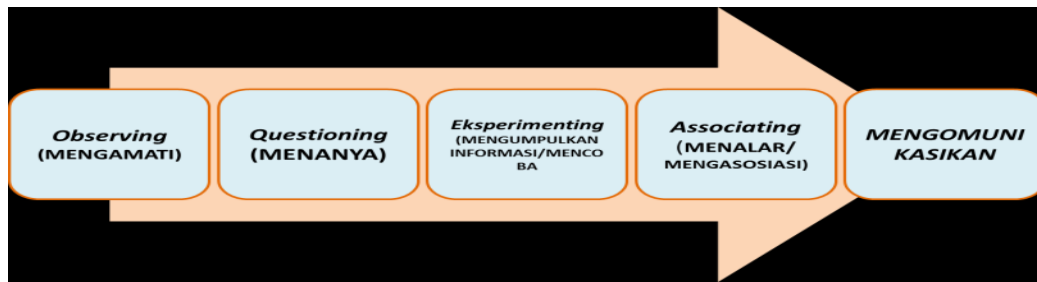 Observing
(MENGAMATI)
Questioning
(MENANYA)
Eksperimenting
(MENGUMPULKAN
INFORMASI/MENCO
BA
Associating
(MENALAR/
MENGASOSIASI)
MENGOMUNI
KASIKAN